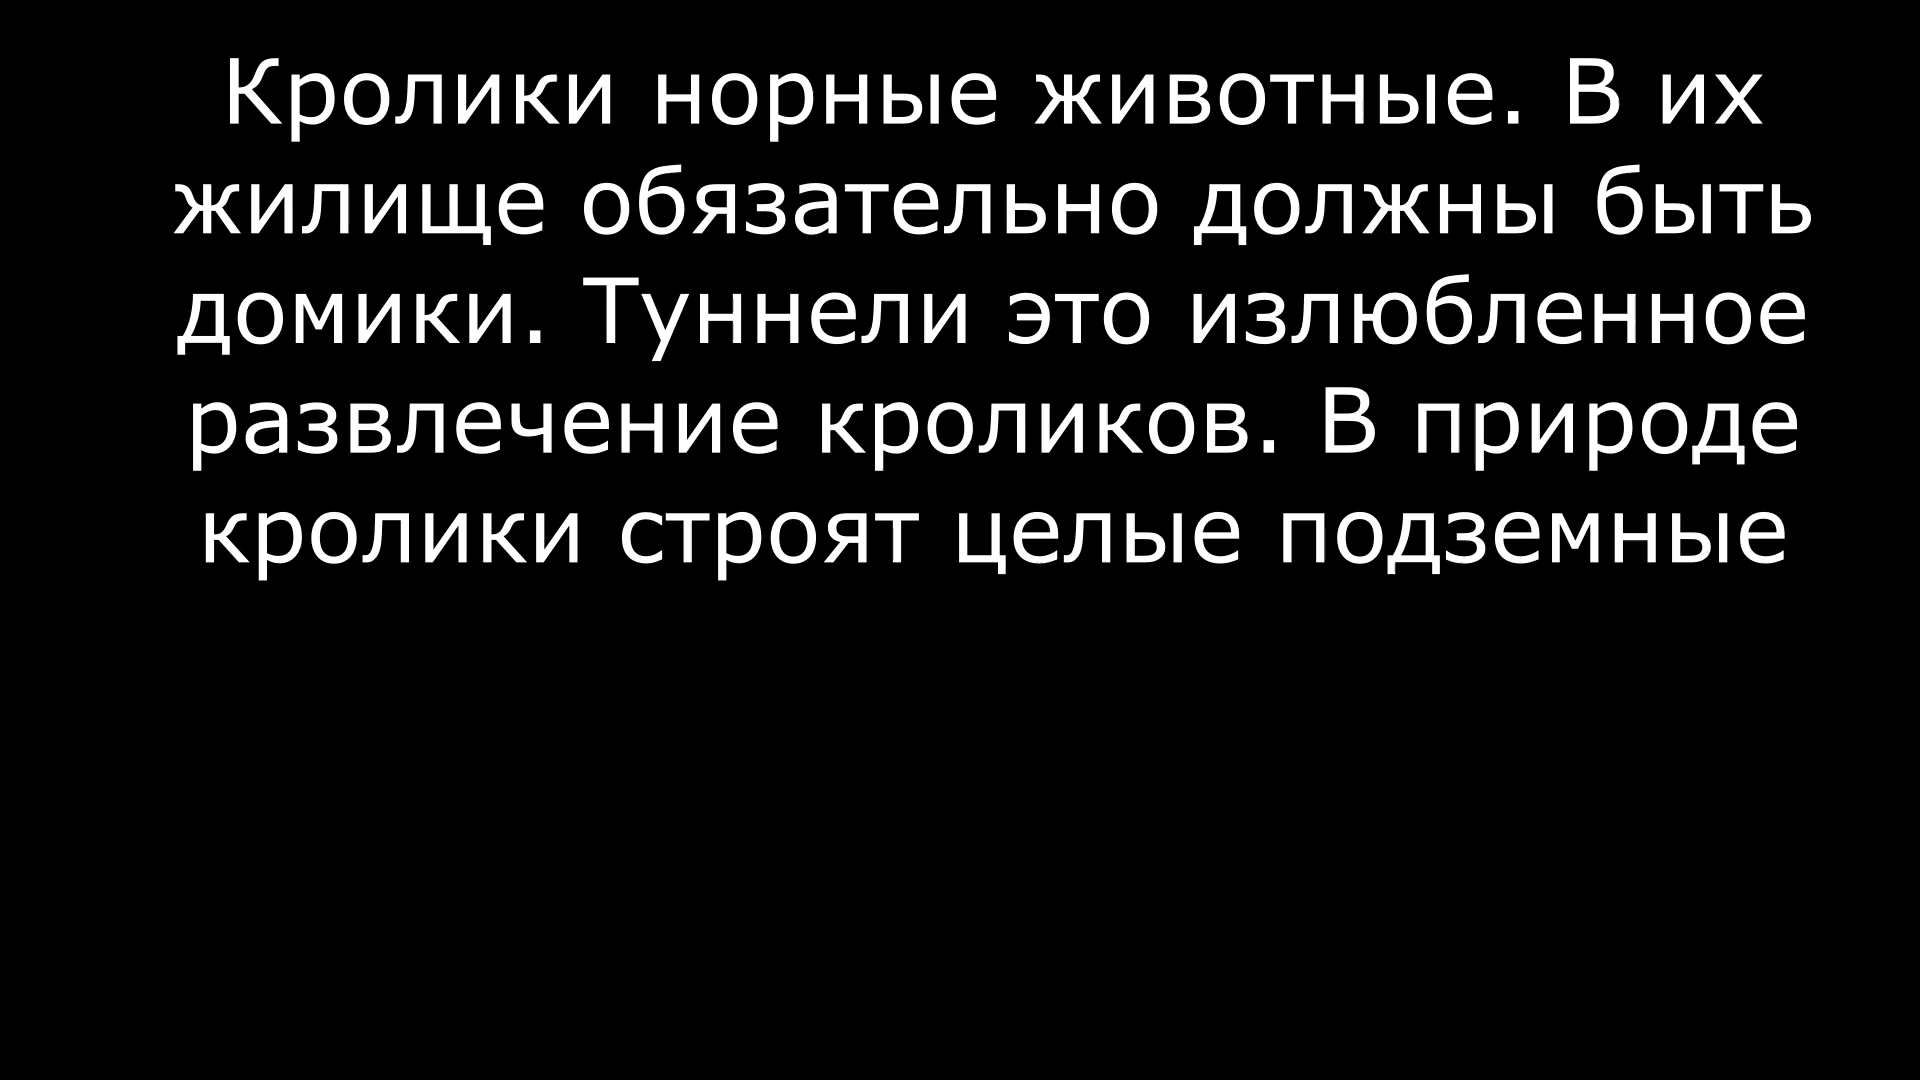 Кролики норные животные. В их
жилище обязательно должны быть
домики. Туннели это излюбленное
развлечение кроликов. В природе
кролики строят целые подземные